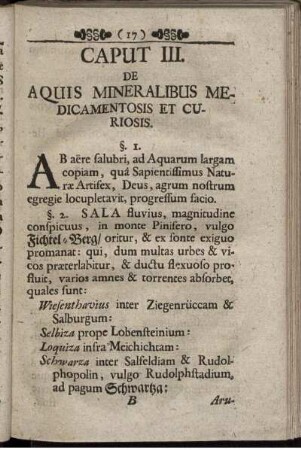 (17)
CAPUT III.
DE
AQUIS MINERALIBUS ME-
DICAMENTOSIS ET CU-
RIOSIS.
§. 1.
AB aëre salubri, ad Aquarum largam
copiam, quâ Sapientissimus Natu-
ræ Artifex, Deus, agrum nostrum
egregie locupletavit, progressum facio.
§. 2. SALA fluvius, magnitudine
conspicuus, in monte Pinifero, vulgo
Fichtel-Berg/ oritur, & ex fonte exiguo
promanat: qui, dum multas urbes & vi-
cos præterlabitur, & ductu flexuoso pro-
fluit, varios amnes & torrentes absorbet,
quales sunt:
Wiesenthavius inter Ziegenrüccam &
Salburgum:
Selbiza prope Lobensteinium:
Loquiza infra Meichichtam:
Schwarza inter Salfeldiam & Rudol-
phopolin, vulgo Rudolphstadium,
ad pagum Schwartza:
B Aru-